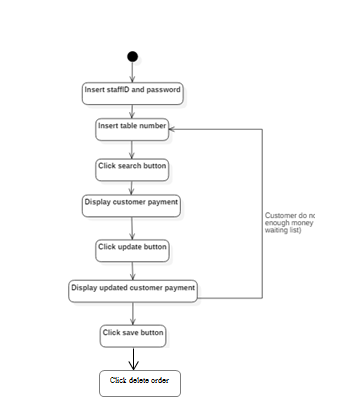 Insert staffID and password
Insert table number
Click search button
Display customer payment
Customer do
enough money
waiting list)
Click update button
Display updated customer payment
Click save button
Click delete order